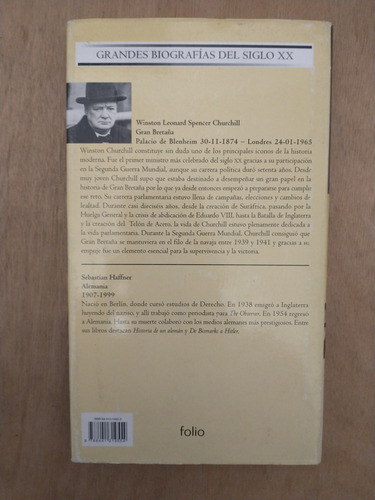 GRANDES BIOGRAFÍAS DEL SIGLO XX
Winston Leonard Spencer Churchill
Gran Bretaña
Palacio de Blenheim 30-11-1874 – Londres 24-01-1965
Winston Churchill constituye sin duda uno de los principales iconos de la historia
moderna. Fue el primer ministro más celebrado del siglo XX gracias a su participación
en la Segunda Guerra Mundial, aunque su carrera política duró setenta años. Desde
muy joven Churchill supo que estaba destinado a desempeñar un gran papel en la
historia de Gran Bretaña por lo que ya desde entonces empezó a prepararse para cumplir
ese reto. Su carrera parlamentaria estuvo llena de campañas, elecciones y cambios de
lealtad. Durante casi dieciséis años, desde la creación de Suráfrica, pasando por la
Huelga General y la crisis de abdicación de Eduardo VIII, hasta la Batalla de Inglaterra
y la creación del Telón de Acero, la vida de Churchill estuvo plenamente dedicada a
la vida parlamentaria. Durante la Segunda Guerra Mundial, Churchill consiguió que
Gran Bretaña se mantuviera en el filo de la navaja entre 1939 y 1941 y gracias a su
empuje fue un elemento esencial para la supervivencia y la victoria.
Sebastian Haffner
Alemania
1907-1999
Nació en Berlín, donde cursó estudios de Derecho. En 1938 emigró a Inglaterra
huyendo del nazismo, y allí trabajó como periodista para The Observer. En 1954 regresó
a Alemania. Hasta su muerte colaboró con los medios alemanes más prestigiosos. Entre
sus libros destacan Historia de un alemán y De Bismarck a Hitler.
folio